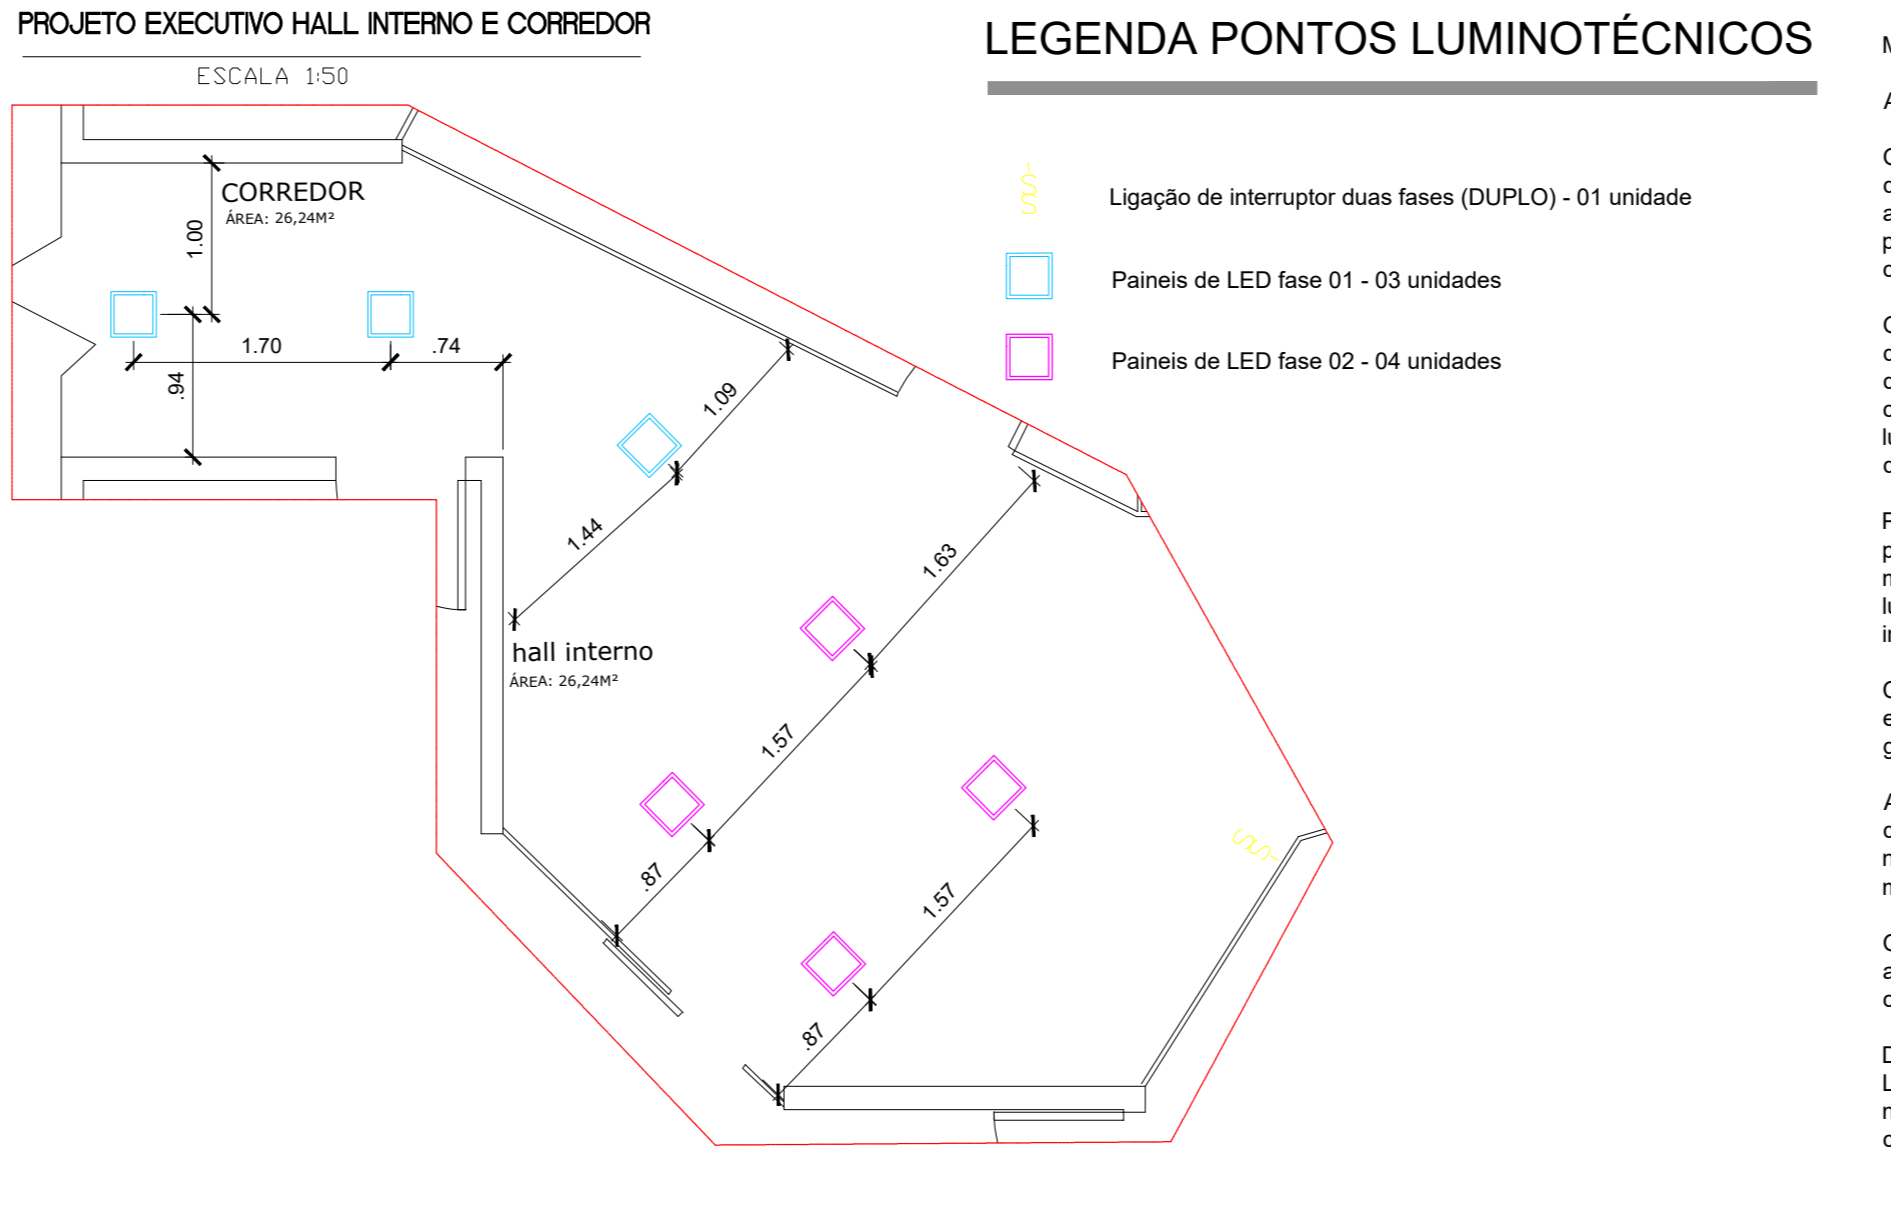 PROJETO EXECUTIVO HALL INTERNO E CORREDOR
ESCALA 1:50
LEGENDA PONTOS LUMINOTÉCNICOS
Ligação de interruptor duas fases (DUPLO) - 01 unidade
Paineis de LED fase 01 - 03 unidades
Paineis de LED fase 02 - 04 unidades
CORREDOR
ÁREA: 26,24M²
1.00
1.70
.74
.94
1.09
1.44
1.63
hall interno
ÁREA: 26,24M²
1.57
.87
1.57
.87